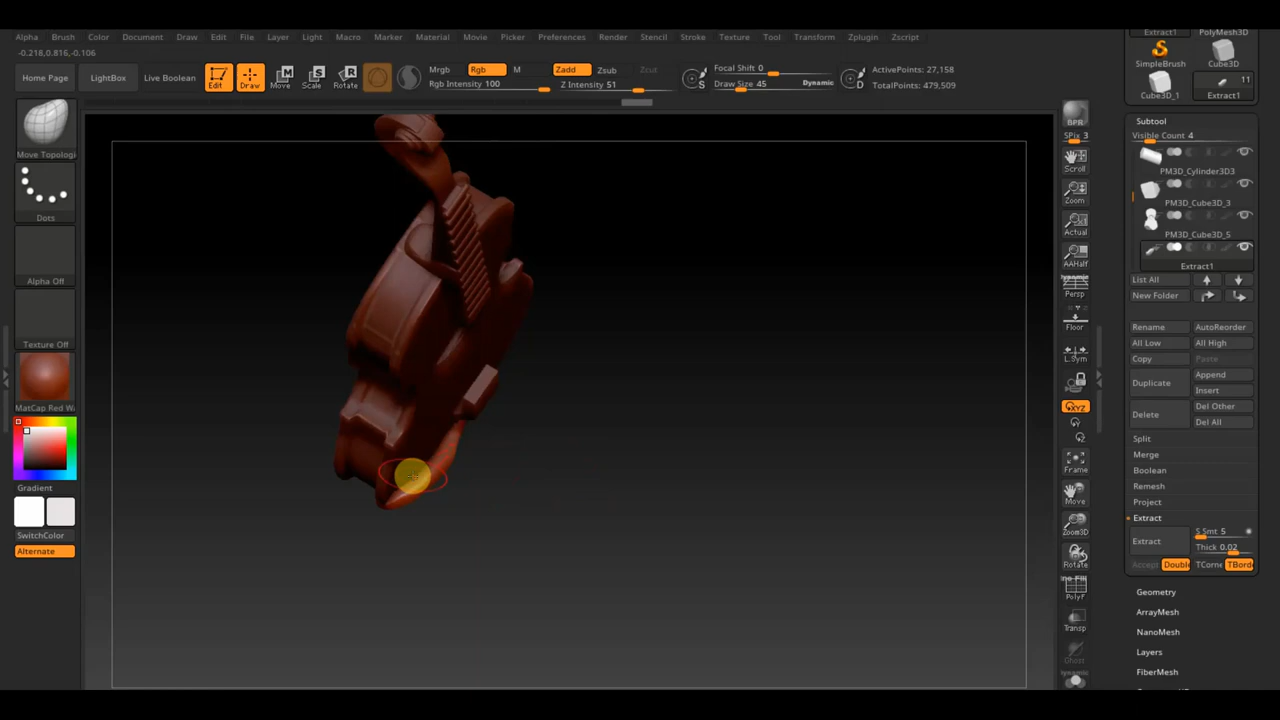 Extract1 PolyMesh3D
Alpha Brush Color Document Draw Edit File Layer Light Macro Marker Material Movie Picker Preferences Render Stencil Stroke Texture Tool Transform Zplugin Zscript
-0.218,0.816,-0.106
SimpleBrush Cube3D
Home Page LightBox Live Boolean Edit Draw Move Scale Rotate
Mrgb Rgb M Zadd Zsub Zcut
Rgb Intensity 100 Z Intensity 51
Focal Shift 0
Draw Size 45 Dynamic
S D
ActivePoints: 27,158
TotalPoints: 479,509
11
Cube3D_1 Extract1
BPR
SPix 3
Scroll
Zoom
Actual
AAHalf
Persp
Floor
L.Sym
XYZ
Frame
Move
Zoom3D
Rotate
PolyF
Transp
Ghost
Move Topologi
Dots
Alpha Off
Texture Off
MatCap Red Wa
Gradient
SwitchColor
Alternate
Subtool
Visible Count 4
PM3D_Cylinder3D3
PM3D_Cube3D_3
PM3D_Cube3D_5
Extract1
List All
New Folder
Rename AutoReorder
All Low All High
Copy Paste
Duplicate Append
Insert
Delete Del Other
Del All
Split
Merge
Boolean
Remesh
Project
Extract
Extract S Smt 5
Thick 0.02
Accept Double TCorne TBorde
Geometry
ArrayMesh
NanoMesh
Layers
FiberMesh